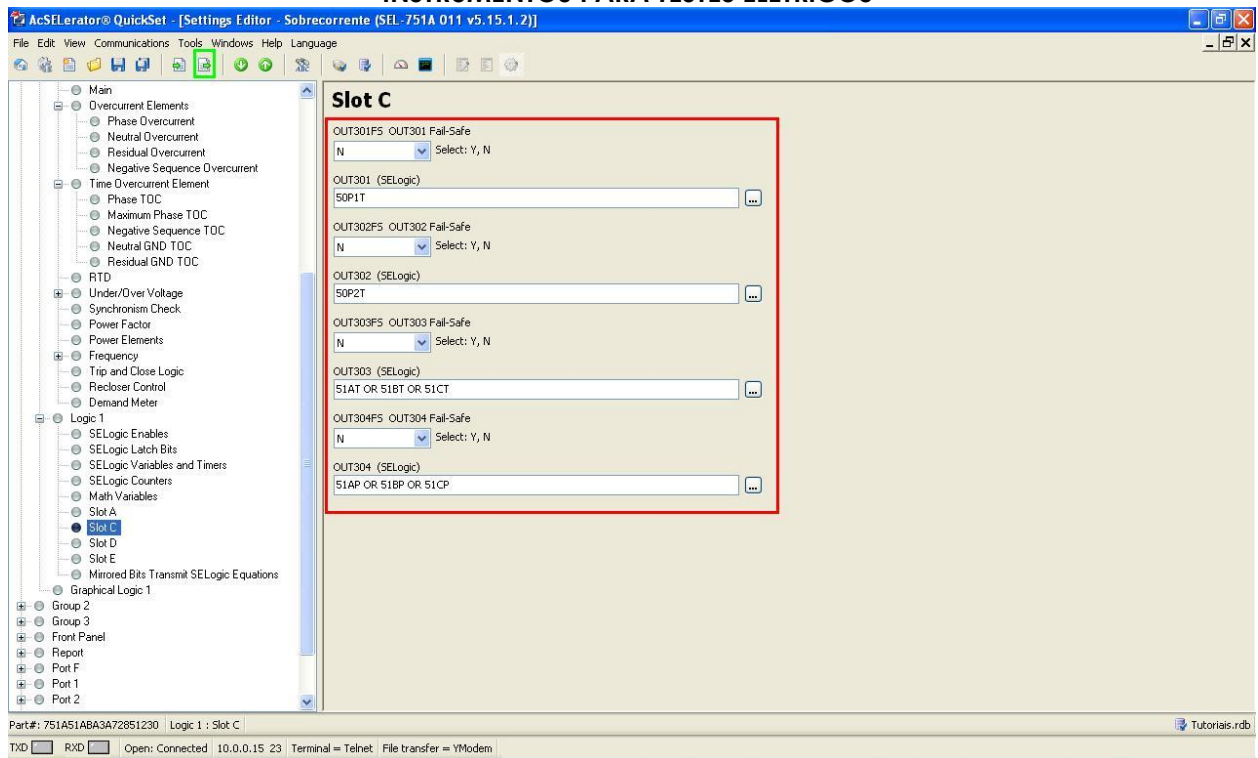 INSTRUMENTOS PARA TESTES ELÉTRICOS
AcSELerator® QuickSet - [Settings Editor - Sobrecorrente (SEL-751A 011 v5.15.1.2)]
File Edit View Communications Tools Windows Help Language
Main
Overcurrent Elements
Phase Overcurrent
Neutral Overcurrent
Residual Overcurrent
Negative Sequence Overcurrent
Time Overcurrent Element
Phase TOC
Maximum Phase TOC
Negative Sequence TOC
Neutral GND TOC
Residual GND TOC
RTD
Under/Over Voltage
Synchronism Check
Power Factor
Power Elements
Frequency
Trip and Close Logic
Recloser Control
Demand Meter
Logic 1
SELogic Enables
SELogic Latch Bits
SELogic Variables and Timers
SELogic Counters
Math Variables
Slot A
Slot C
Slot D
Slot E
Mirrored Bits Transmit SELogic Equations
Graphical Logic 1
Group 2
Group 3
Front Panel
Report
Port F
Port 1
Port 2
Slot C
OUT301FS OUT301 Fail-Safe
N Select: Y, N
OUT301 (SELogic)
50P1T ...
OUT302FS OUT302 Fail-Safe
N Select: Y, N
OUT302 (SELogic)
50P2T ...
OUT303FS OUT303 Fail-Safe
N Select: Y, N
OUT303 (SELogic)
51AT OR 51BT OR 51CT ...
OUT304FS OUT304 Fail-Safe
N Select: Y, N
OUT304 (SELogic)
51AP OR 51BP OR 51CP ...
Part#: 751A51ABA3A72851230 Logic 1 : Slot C Tutoriais.rdb
TXD RXD Open: Connected 10.0.0.15 23 Terminal = Telnet File transfer = YModem